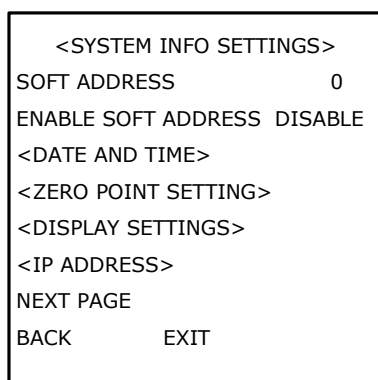 <SYSTEM INFO SETTINGS>
SOFT ADDRESS 0
ENABLE SOFT ADDRESS DISABLE
<DATE AND TIME>
<ZERO POINT SETTING>
<DISPLAY SETTINGS>
<IP ADDRESS>
NEXT PAGE
BACK EXIT